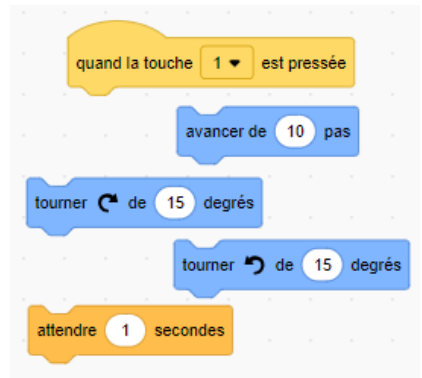 quand la touche 1 est pressée
avancer de 10 pas
tourner de 15 degrés
tourner de 15 degrés
attendre 1 secondes